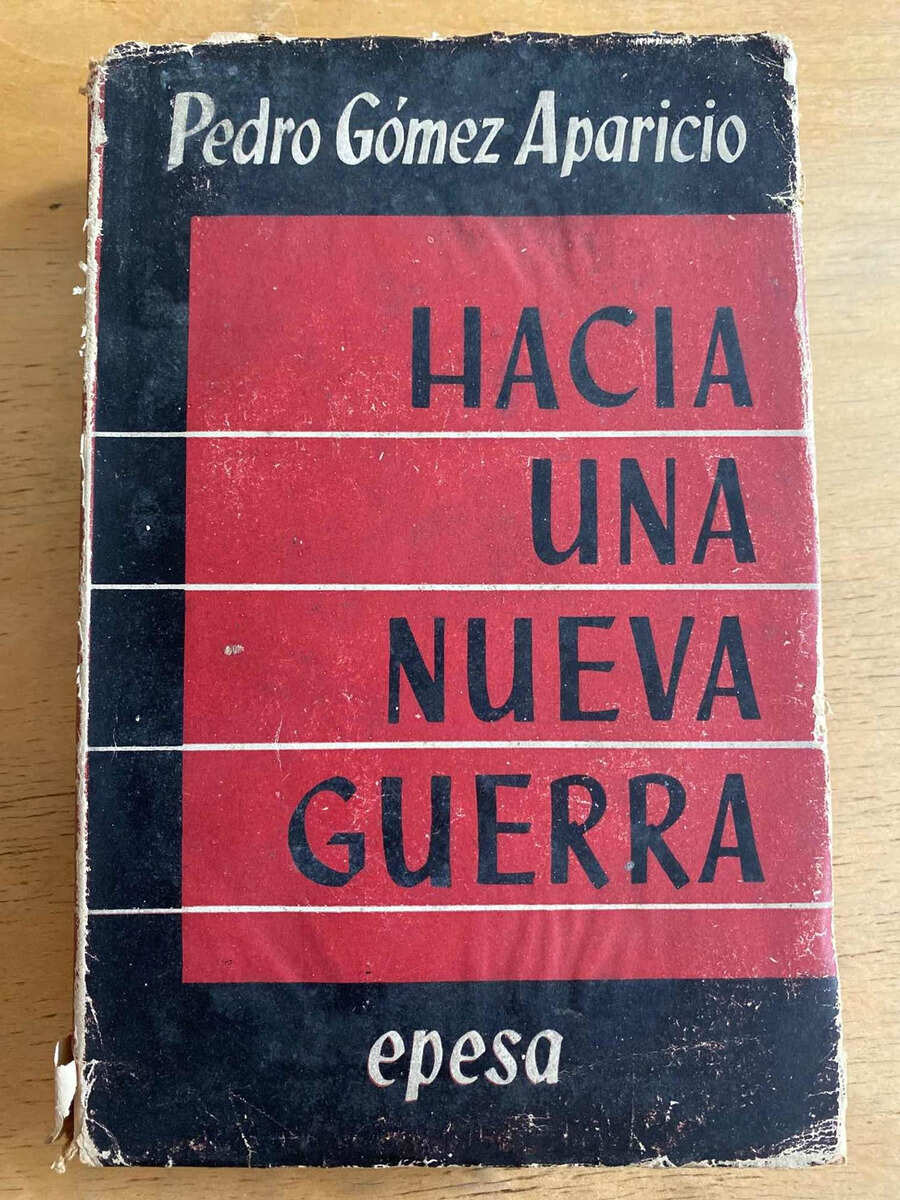 Pedro Gómez Aparicio
HACIA
UNA
NUEVA
GUERRA
epesa